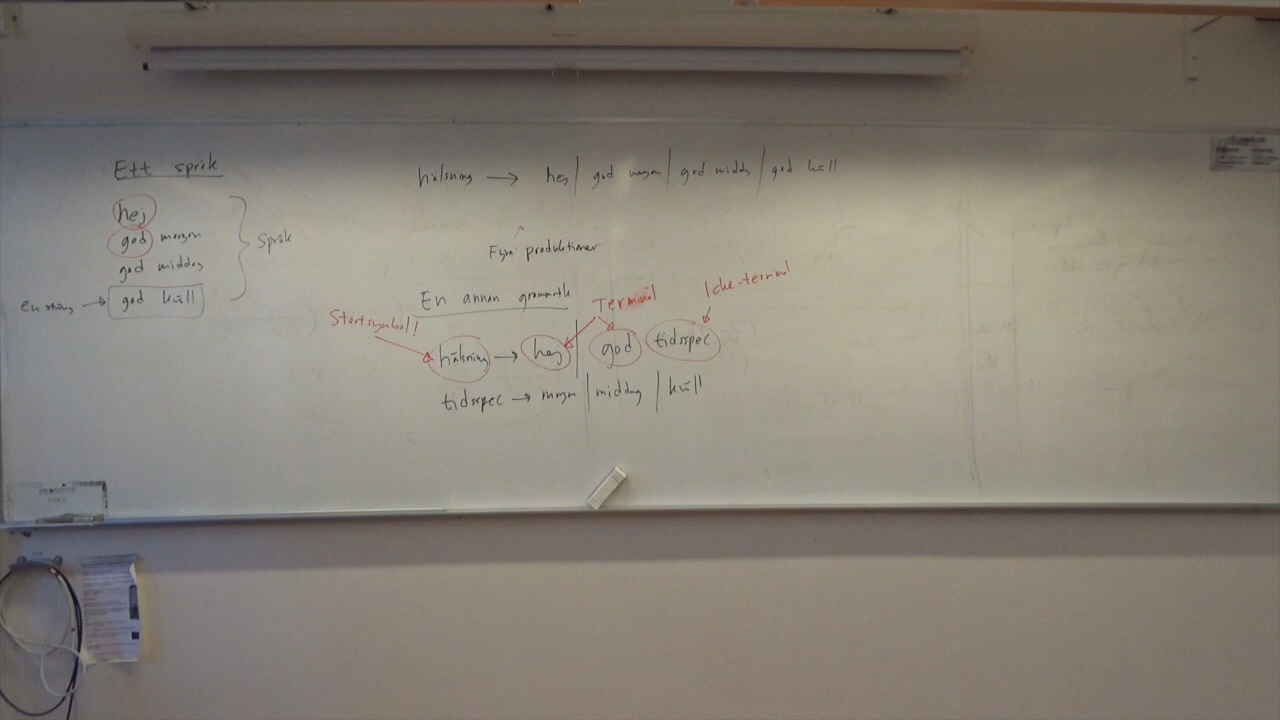 Ett språk
hej
god morgon
god middag
en sträng → god kväll
Språk
hälsning → hej | god morgon | god middag | god kväll
Fyra produktioner
En annan grammatik
Startsymbol!
Terminal
Icke-terminal
hälsning → hej | god tidsspec
tidsspec → morgon | middag | kväll